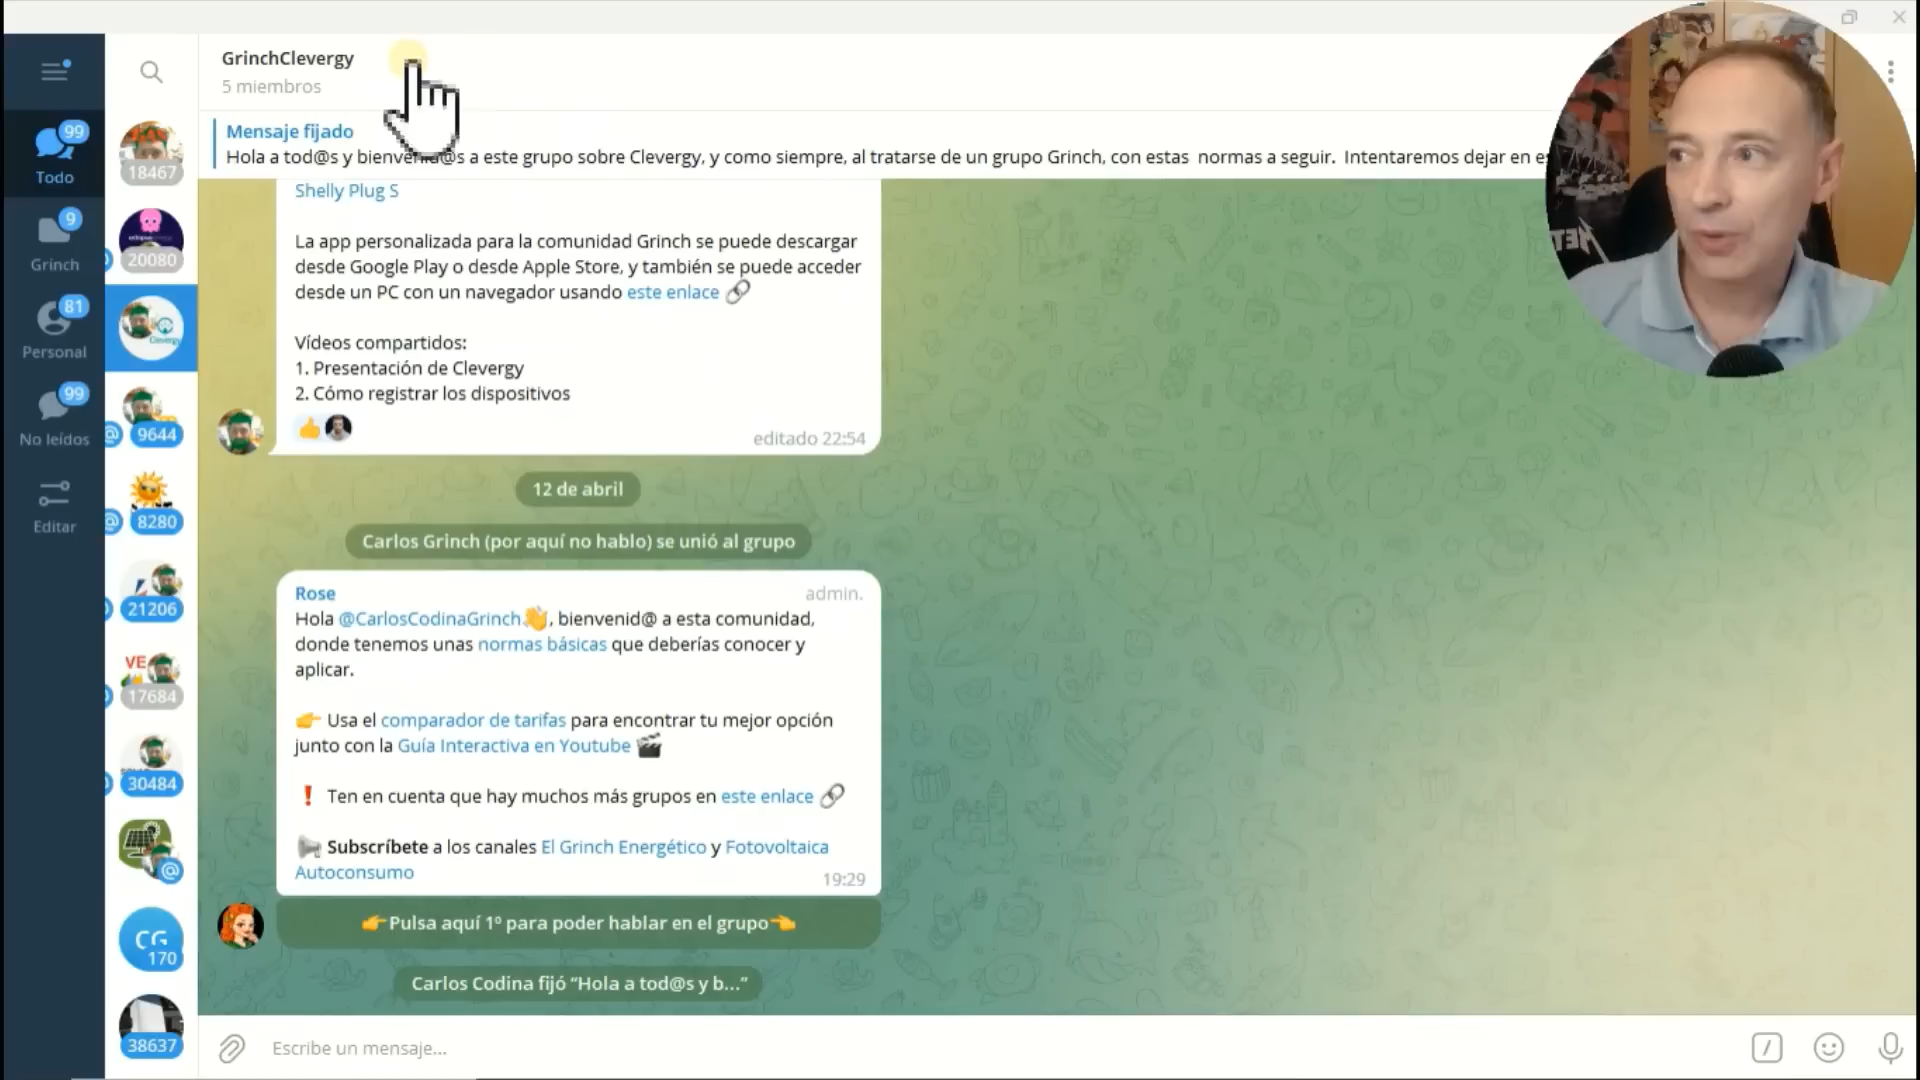 GrinchClevergy
5 miembros
Mensaje fijado
Hola a tod@s y bienvenid@s a este grupo sobre Clevergy, y como siempre, al tratarse de un grupo Grinch, con estas normas a seguir. Intentaremos dejar en
99
Todo
9
Grinch
81
Personal
99
No leídos
Editar
18467
20080
Clevergy
9644
8280
21206
VE
17684
30484
@
CG
170
38637
Shelly Plug S
La app personalizada para la comunidad Grinch se puede descargar
desde Google Play o desde Apple Store, y también se puede acceder
desde un PC con un navegador usando este enlace 🔗
Vídeos compartidos:
1. Presentación de Clevergy
2. Cómo registrar los dispositivos
editado 22:54
12 de abril
Carlos Grinch (por aquí no hablo) se unió al grupo
Rose admin.
Hola @CarlosCodinaGrinch👋, bienvenid@ a esta comunidad,
donde tenemos unas normas básicas que deberías conocer y
aplicar.
👉 Usa el comparador de tarifas para encontrar tu mejor opción
junto con la Guía Interactiva en Youtube 🎬
❗ Ten en cuenta que hay muchos más grupos en este enlace 🔗
📢 Subscríbete a los canales El Grinch Energético y Fotovoltaica
Autoconsumo
19:29
👉Pulsa aquí 1º para poder hablar en el grupo👈
Carlos Codina fijó “Hola a tod@s y b...”
Escribe un mensaje...